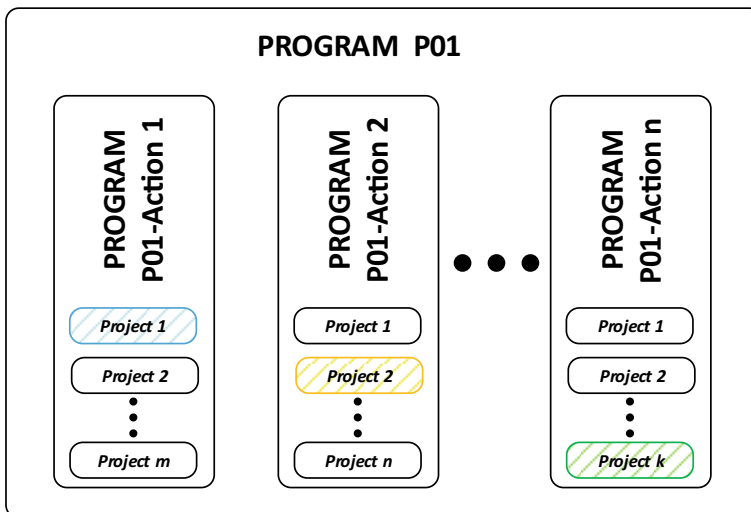 PROGRAM P01
PROGRAM
P01-Action 1
Project 1
Project 2
Project m
PROGRAM
P01-Action 2
Project 1
Project 2
Project n
PROGRAM
P01-Action n
Project 1
Project 2
Project k